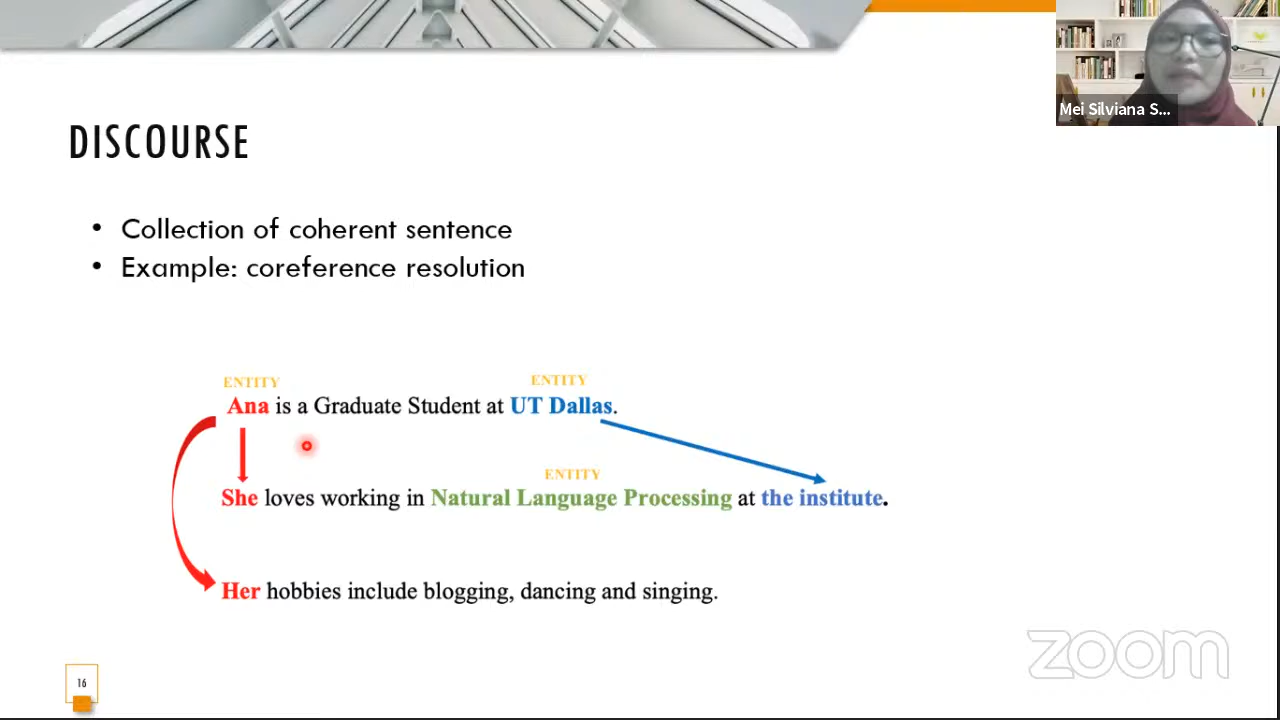 Mei Silviana S...
DISCOURSE
• Collection of coherent sentence
• Example: coreference resolution
ENTITY ENTITY
Ana is a Graduate Student at UT Dallas.
ENTITY
She loves working in Natural Language Processing at the institute.
Her hobbies include blogging, dancing and singing.
zoom
16